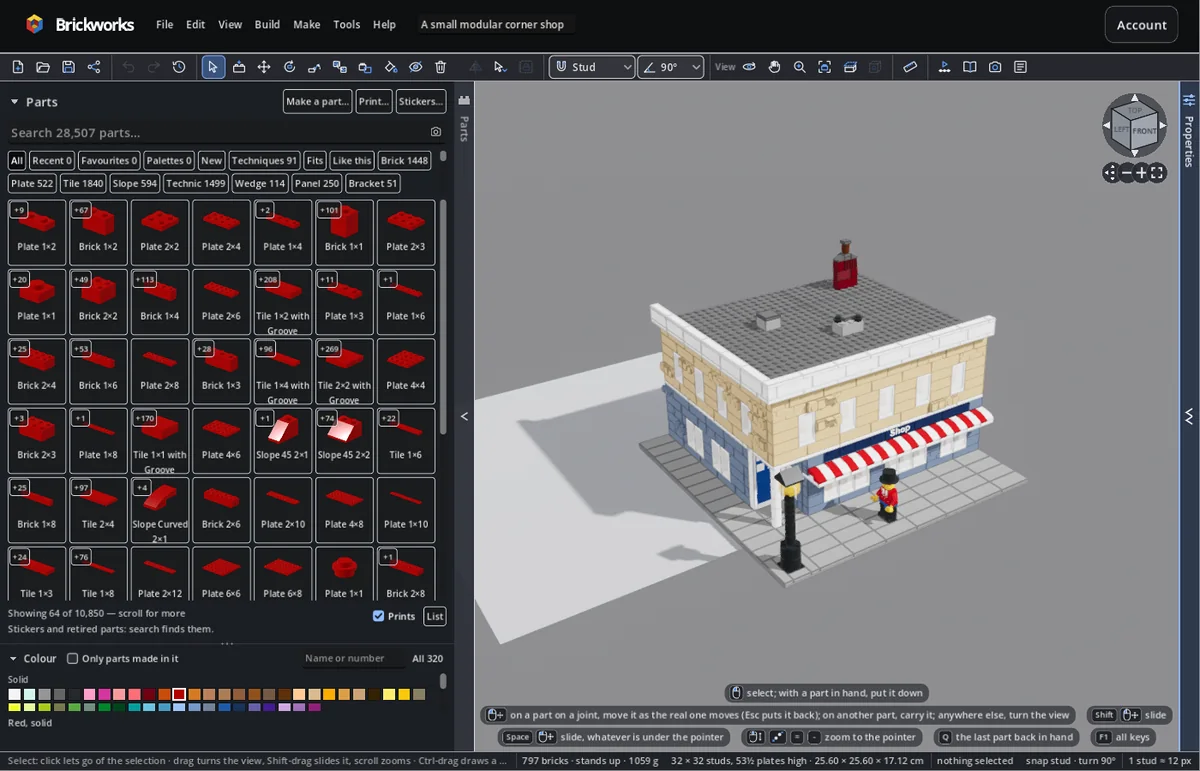 Brickworks File Edit View Build Make Tools Help A small modular corner shop Account
Stud 90° View
Parts Make a part... Print... Stickers...
Search 28,507 parts...
All Recent 0 Favourites 0 Palettes 0 New Techniques 91 Fits Like this Brick 1448
Plate 522 Tile 1840 Slope 594 Technic 1499 Wedge 114 Panel 250 Bracket 51
+9 +67 +2 +101
Plate 1×2 Brick 1×2 Plate 2×2 Plate 2×4 Plate 1×4 Brick 1×1 Plate 2×3
+20 +49 +113 +208 +11 +1
Plate 1×1 Brick 2×2 Brick 1×4 Plate 2×6 Tile 1×2 with Groove Plate 1×3 Plate 1×6
+25 +53 +28 +96 +269
Brick 2×4 Brick 1×6 Plate 2×8 Brick 1×3 Tile 1×4 with Groove Tile 2×2 with Groove Plate 4×4
+3 +1 +170 +1 +74 +22
Brick 2×3 Plate 1×8 Tile 1×1 with Groove Plate 4×6 Slope 45 2×1 Slope 45 2×2 Tile 1×6
+25 +97 +4
Brick 1×8 Tile 2×4 Slope Curved 2×1 Brick 2×6 Plate 2×10 Plate 4×8 Plate 1×10
+24 +76 +1
Tile 1×3 Tile 1×8 Plate 2×12 Plate 6×6 Plate 6×8 Plate 1×1 Brick 2×8
Showing 64 of 10,850 — scroll for more
Stickers and retired parts: search finds them.
Prints List
Colour Only parts made in it Name or number All 320
Solid
Red, solid
Parts
Properties
TOP
LEFT FRONT
Shop
select; with a part in hand, put it down
on a part on a joint, move it as the real one moves (Esc puts it back); on another part, carry it; anywhere else, turn the view
Shift slide
Space slide, whatever is under the pointer = - zoom to the pointer Q the last part back in hand F1 all keys
Select: click lets go of the selection · drag turns the view, Shift-drag slides it, scroll zooms · Ctrl-drag draws a ... 797 bricks · stands up · 1059 g 32 × 32 studs, 53⅓ plates high · 25.60 × 25.60 × 17.12 cm nothing selected snap stud · turn 90° 1 stud ≈ 12 px